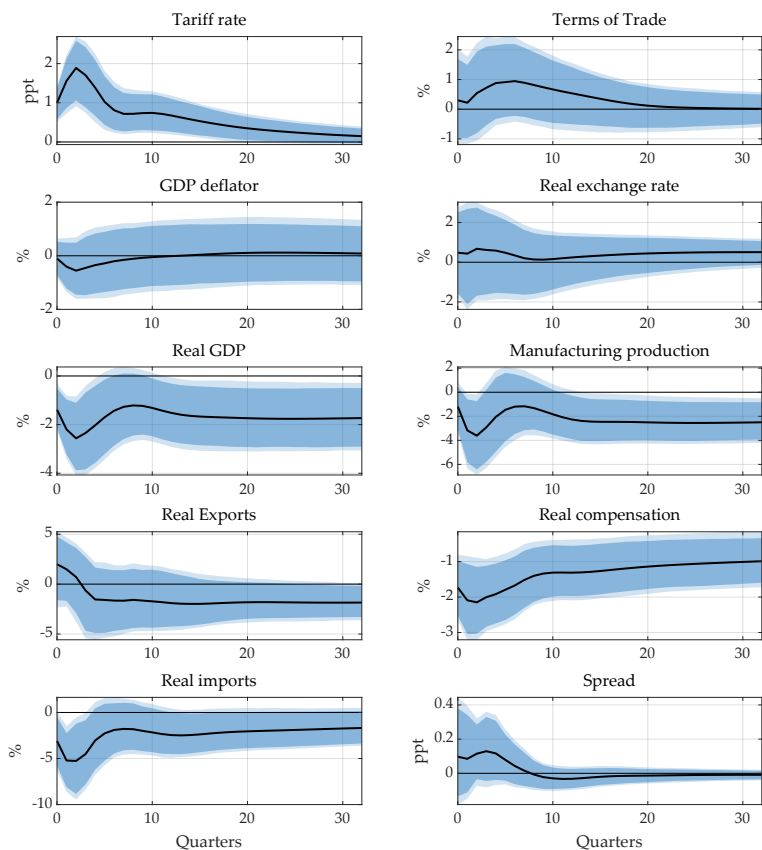 Tariff rate
ppt
2
1
0
0 10 20 30
Terms of Trade
%
2
1
0
-1
0 10 20 30
GDP deflator
%
2
0
-2
0 10 20 30
Real exchange rate
%
2
0
-2
0 10 20 30
Real GDP
%
0
-2
-4
0 10 20 30
Manufacturing production
%
2
0
-2
-4
-6
0 10 20 30
Real Exports
%
5
0
-5
0 10 20 30
Real compensation
%
-1
-2
-3
0 10 20 30
Real imports
%
0
-5
-10
0 10 20 30
Quarters
Spread
ppt
0.4
0.2
0
0 10 20 30
Quarters